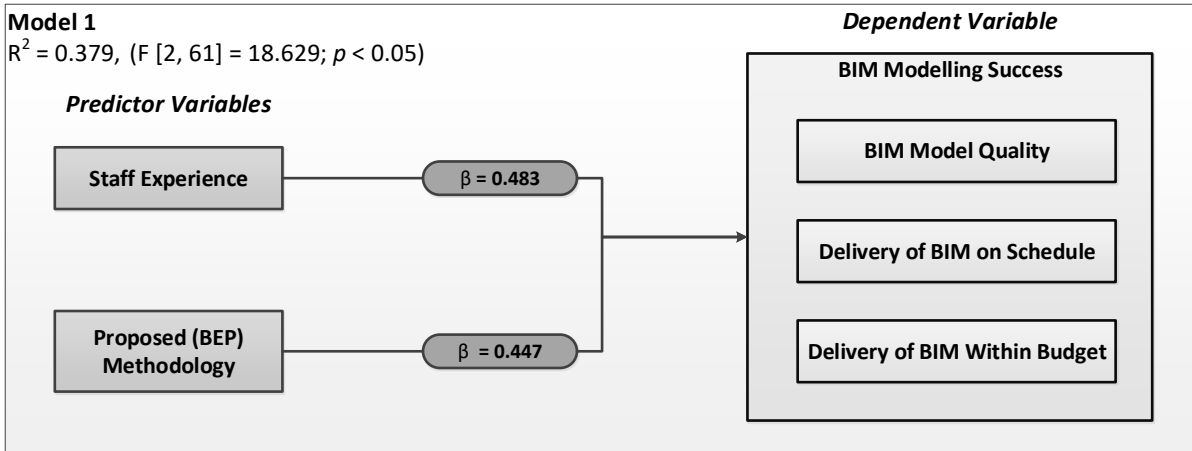 Model 1
R² = 0.379, (F [2, 61] = 18.629; p < 0.05)
Predictor Variables
Staff Experience
β = 0.483
Proposed (BEP)
Methodology
β = 0.447
Dependent Variable
BIM Modelling Success
BIM Model Quality
Delivery of BIM on Schedule
Delivery of BIM Within Budget